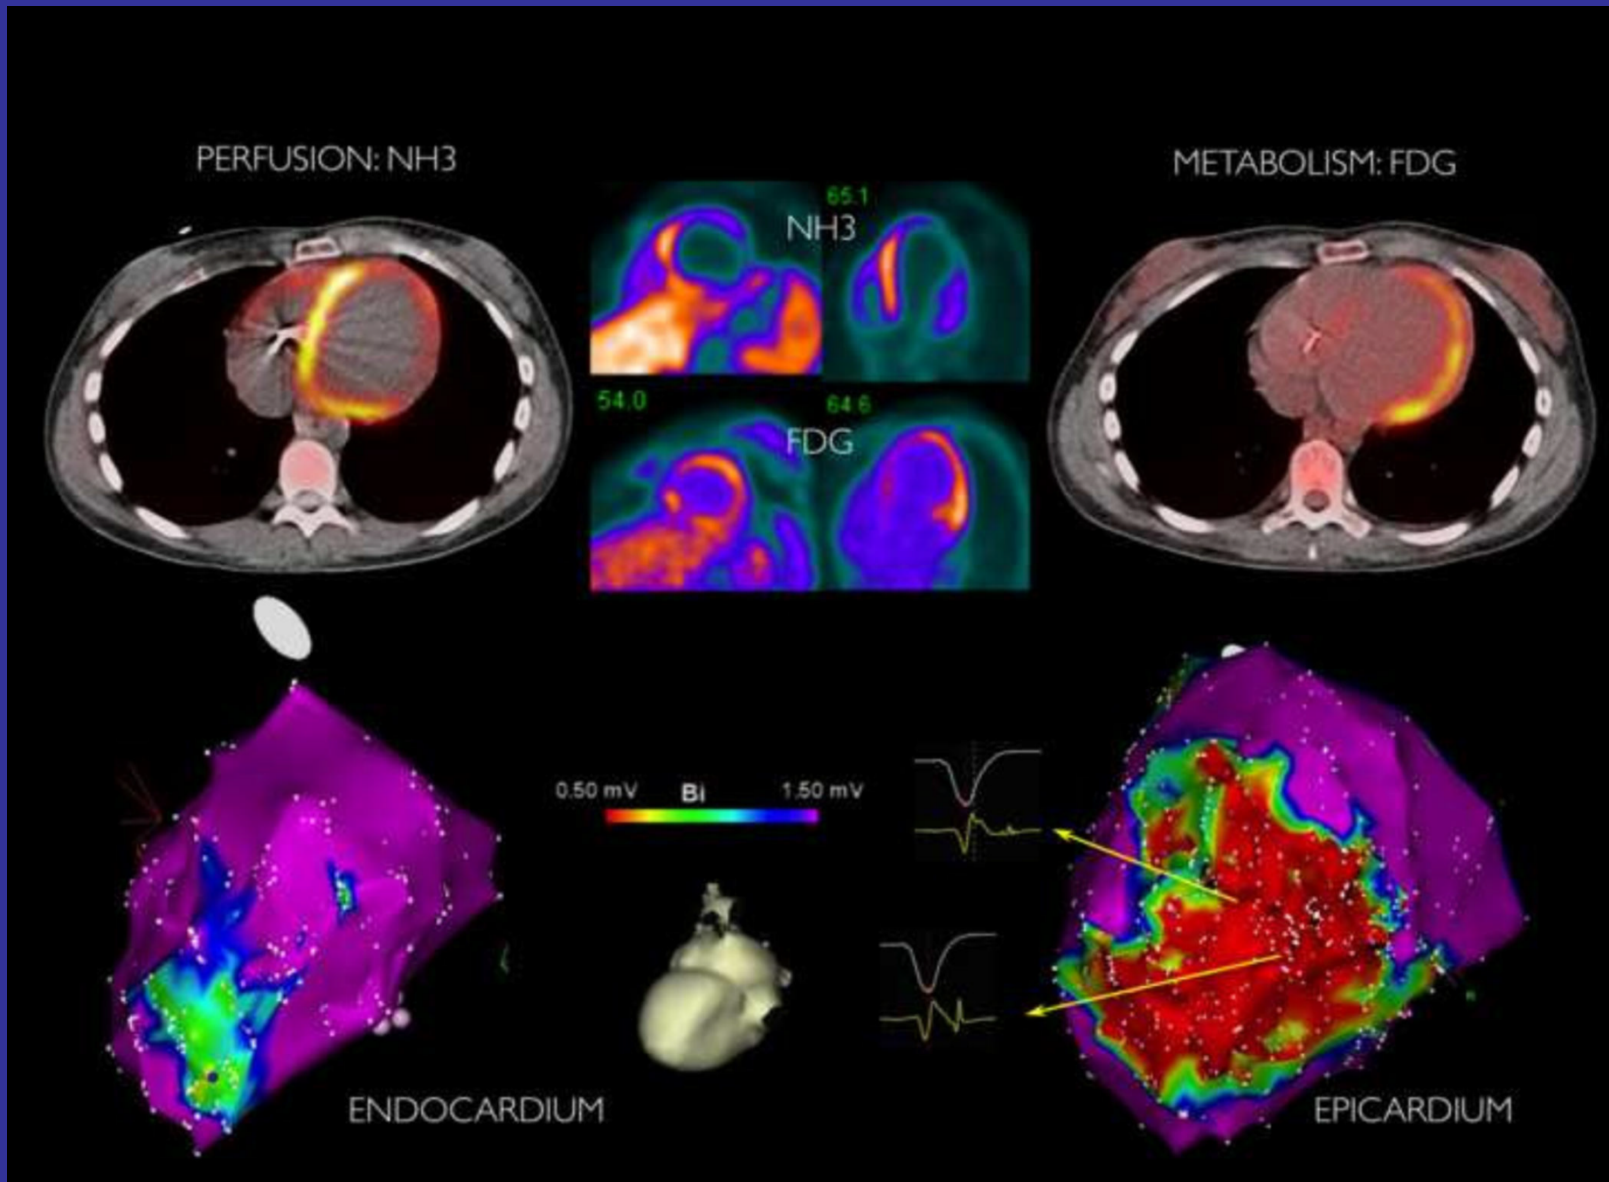 PERFUSION: NH3
METABOLISM: FDG
65.1
NH3
54.0
64.6
FDG
0.50 mV Bi 1.50 mV
ENDOCARDIUM
EPICARDIUM